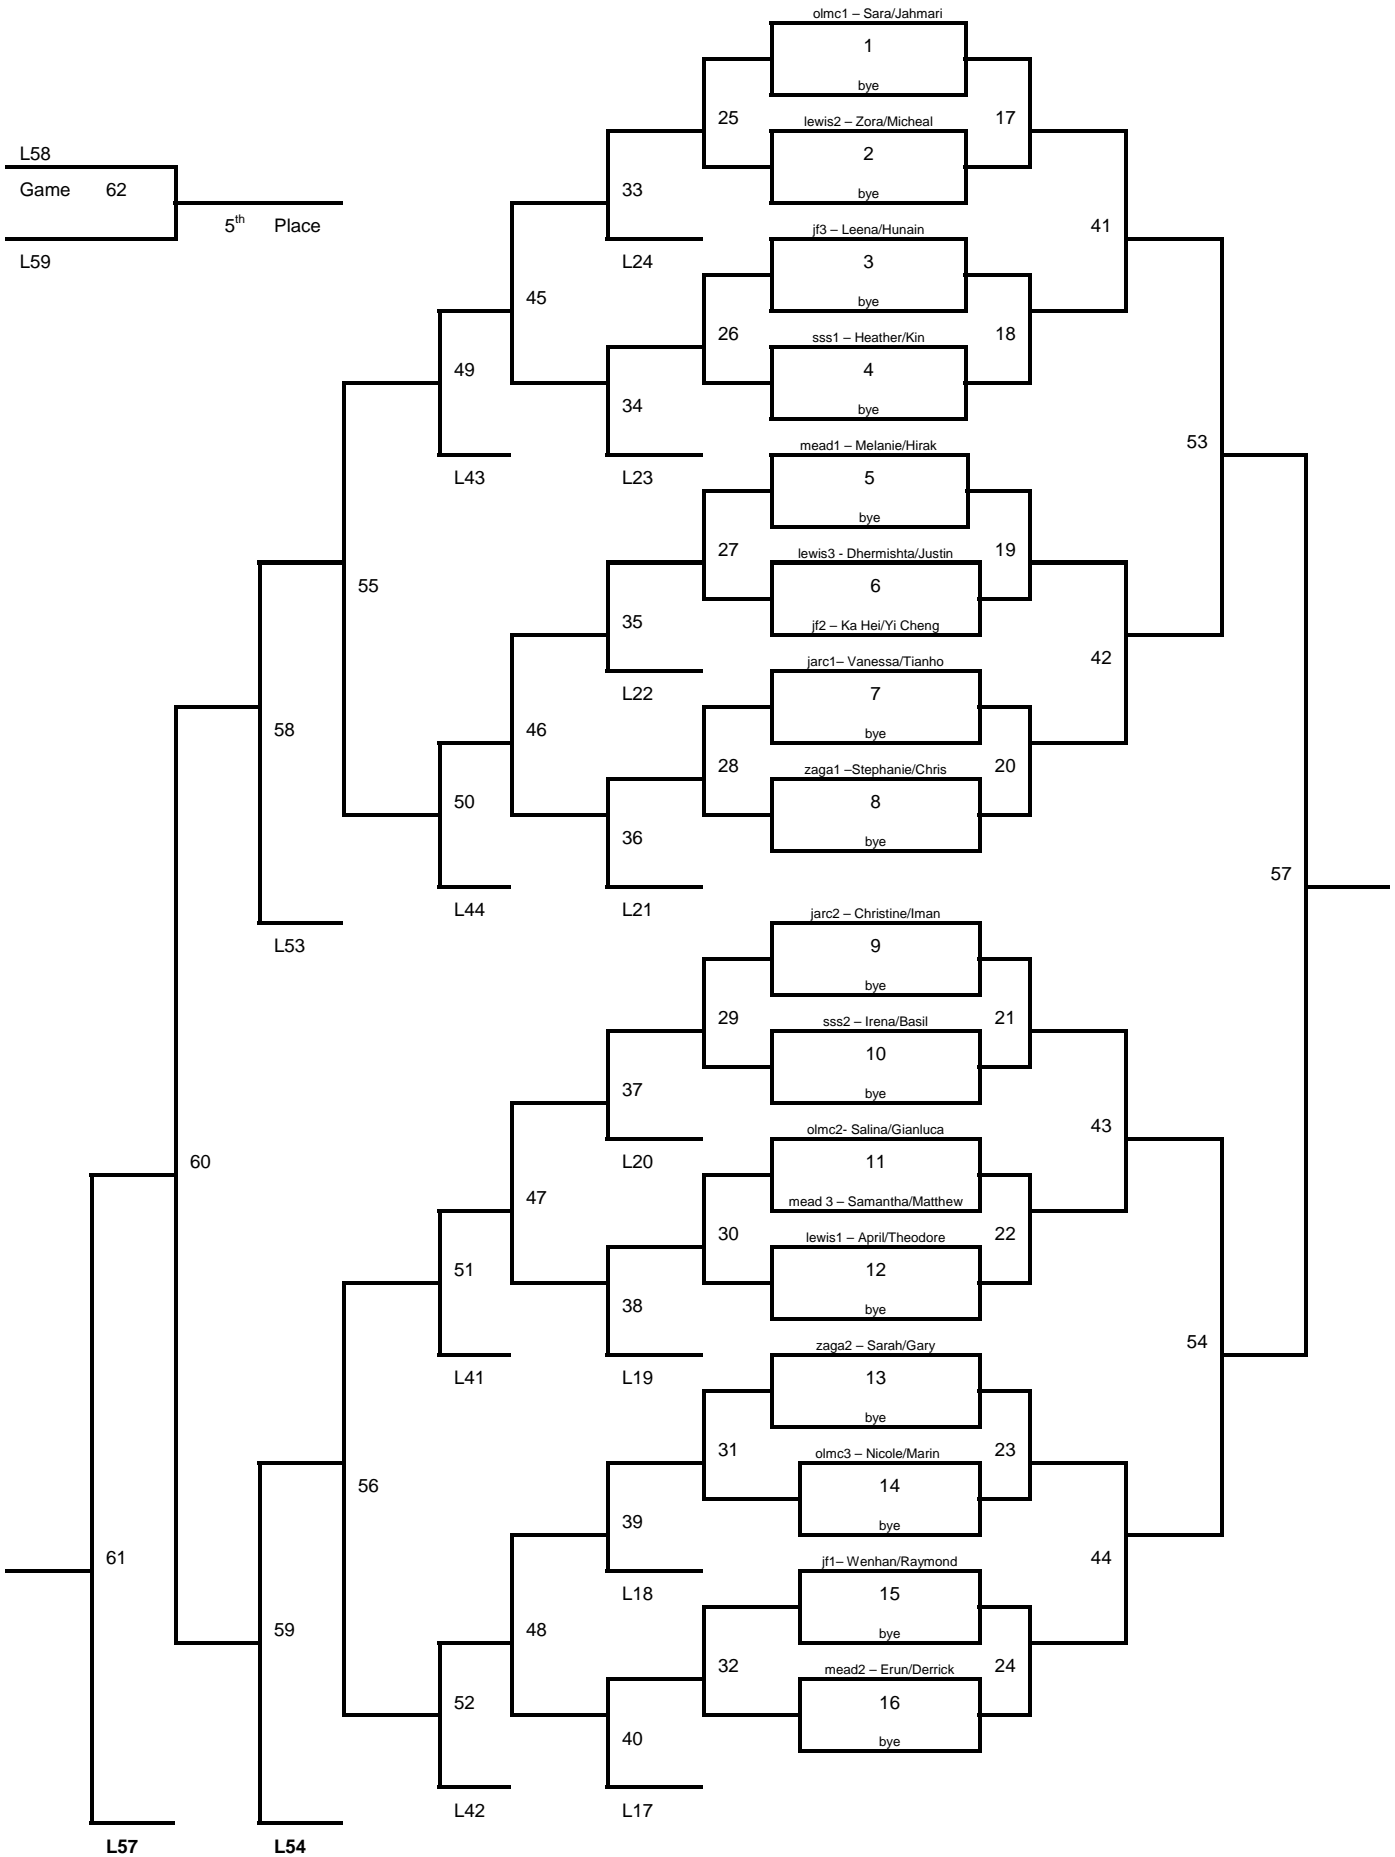 olmc1 – Sara/Jahmari
1
bye
25
17
lewis2 – Zora/Micheal
2
bye
L58
Game 62
5th Place
L59
33
41
L24
jf3 – Leena/Hunain
3
bye
45
26
18
sss1 – Heather/Kin
4
bye
49
34
53
L43
L23
mead1 – Melanie/Hirak
5
bye
27
19
lewis3 - Dhermishta/Justin
6
jf2 – Ka Hei/Yi Cheng
55
35
42
L22
jarc1– Vanessa/Tianho
7
bye
58
46
28
20
zaga1 –Stephanie/Chris
8
bye
50
36
57
L44
L21
L53
jarc2 – Christine/Iman
9
bye
29
21
sss2 – Irena/Basil
10
bye
37
43
olmc2- Salina/Gianluca
60
L20
11
mead 3 – Samantha/Matthew
47
30
22
lewis1 – April/Theodore
12
bye
51
38
54
L41
L19
zaga2 – Sarah/Gary
13
bye
31
23
olmc3 – Nicole/Marin
14
bye
56
39
44
61
L18
jf1– Wenhan/Raymond
15
bye
59
48
32
24
mead2 – Erun/Derrick
16
bye
52
40
L42
L17
L57
L54